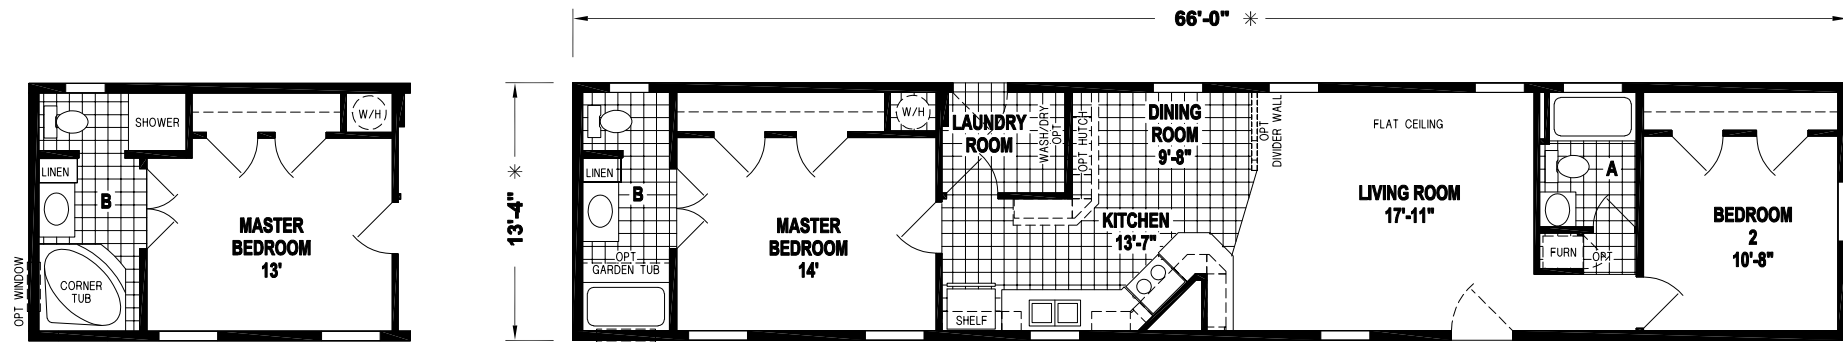 66'-0" ✳
13'-4" ✳
SHOWER
W/H
LINEN
B
MASTER
BEDROOM
13'
CORNER
TUB
OPT WINDOW
W/H
LINEN
B
MASTER
BEDROOM
14'
OPT
GARDEN TUB
LAUNDRY
ROOM
WASH/DRY
OPT
OPT HUTCH
DINING
ROOM
9'-8"
OPT
DIVIDER WALL
KITCHEN
13'-7"
SHELF
FLAT CEILING
LIVING ROOM
17'-11"
A
FURN
OPT
BEDROOM
2
10'-8"